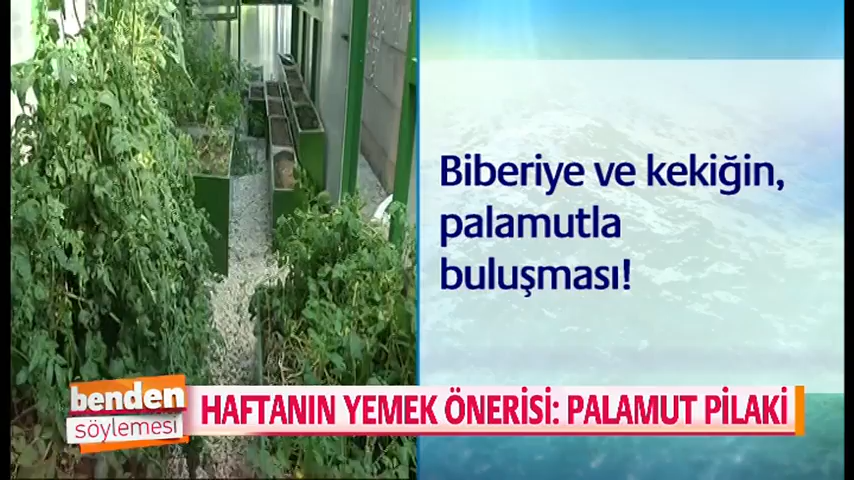 Biberiye ve kekiğin,
palamutla
buluşması!
benden
söylemesi
HAFTANIN YEMEK ÖNERİSİ: PALAMUT PİLAKİ